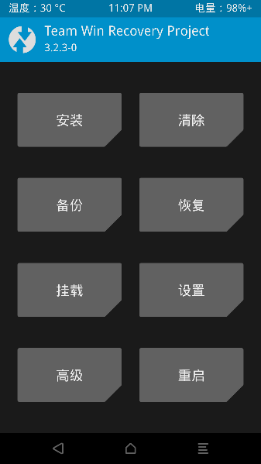 温度：30 °C 11:07 PM 电量：98%+
Team Win Recovery Project
3.2.3-0
安装 清除
备份 恢复
挂载 设置
高级 重启